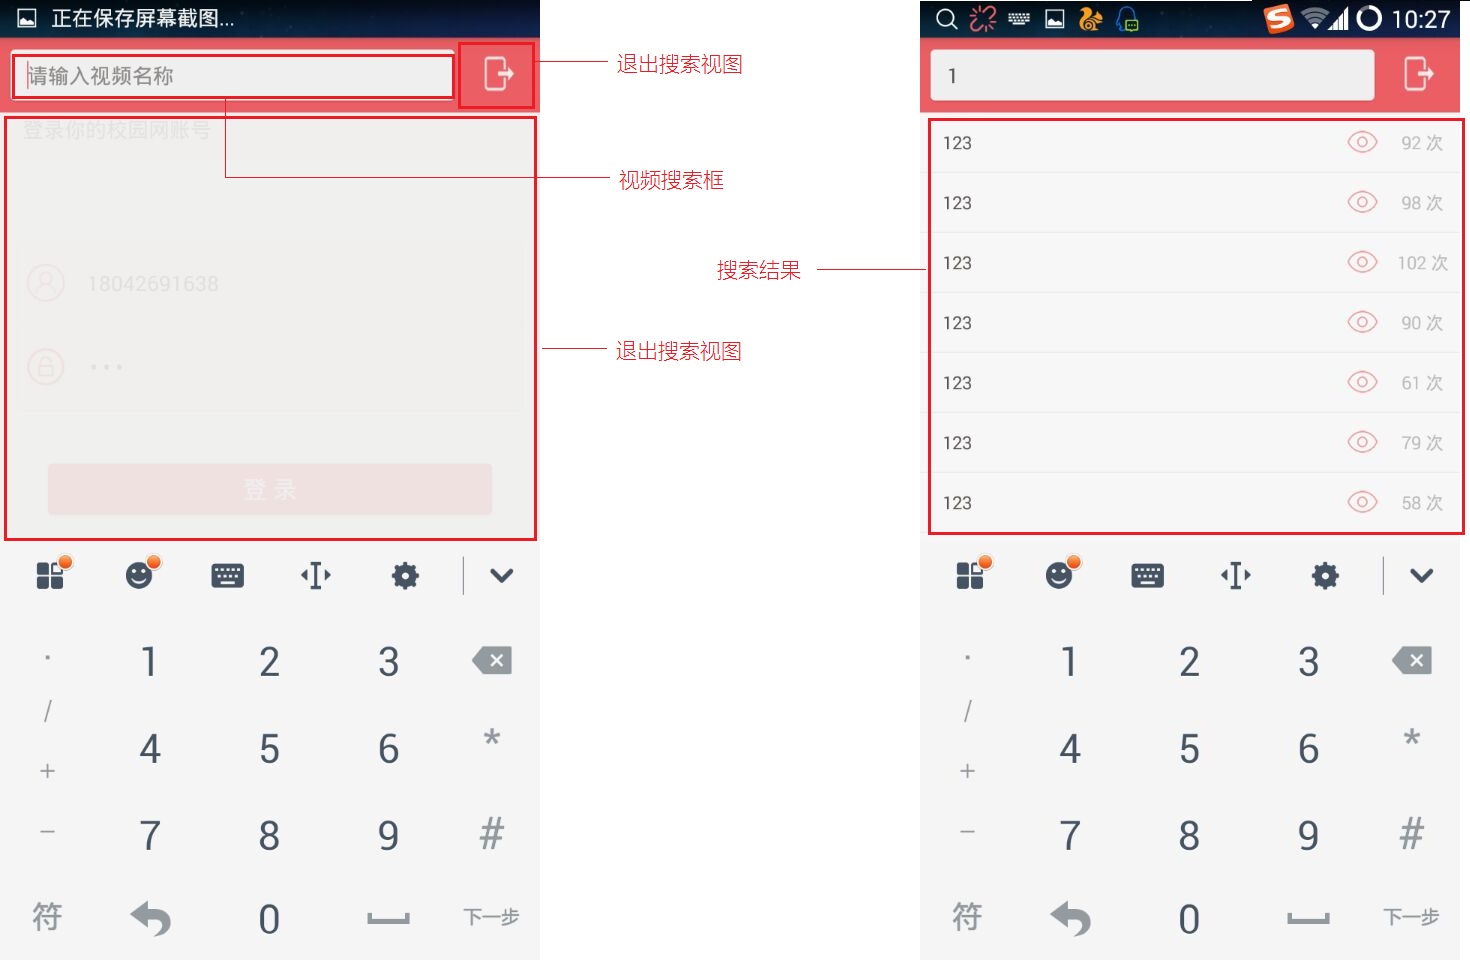 正在保存屏幕截图...
请输入视频名称
登录你的校园网账号
18042691638
登 录
· 1 2 3
/
4 5 6 *
+
7 8 9 #
−
符 0 下一步
退出搜索视图
视频搜索框
搜索结果
退出搜索视图
10:27
1
123 92 次
123 98 次
123 102 次
123 90 次
123 61 次
123 79 次
123 58 次
· 1 2 3
/
4 5 6 *
+
7 8 9 #
−
符 0 下一步